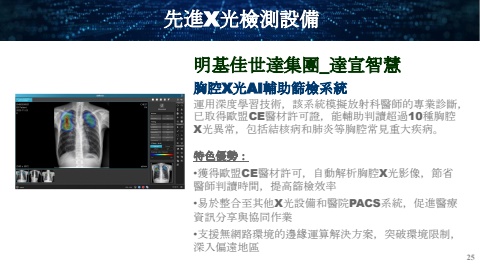 先進X光檢測設備
明基佳世達集團_達宣智慧
胸腔X光AI輔助篩檢系統
運用深度學習技術，該系統模擬放射科醫師的專業診斷，
已取得歐盟CE醫材許可證，能輔助判讀超過10種胸腔
X光異常，包括結核病和肺炎等胸腔常見重大疾病。
特色優勢：
•獲得歐盟CE醫材許可，自動解析胸腔X光影像，節省
醫師判讀時間，提高篩檢效率
•易於整合至其他X光設備和醫院PACS系統，促進醫療
資訊分享與協同作業
•支援無網路環境的邊緣運算解決方案，突破環境限制，
深入偏遠地區
25